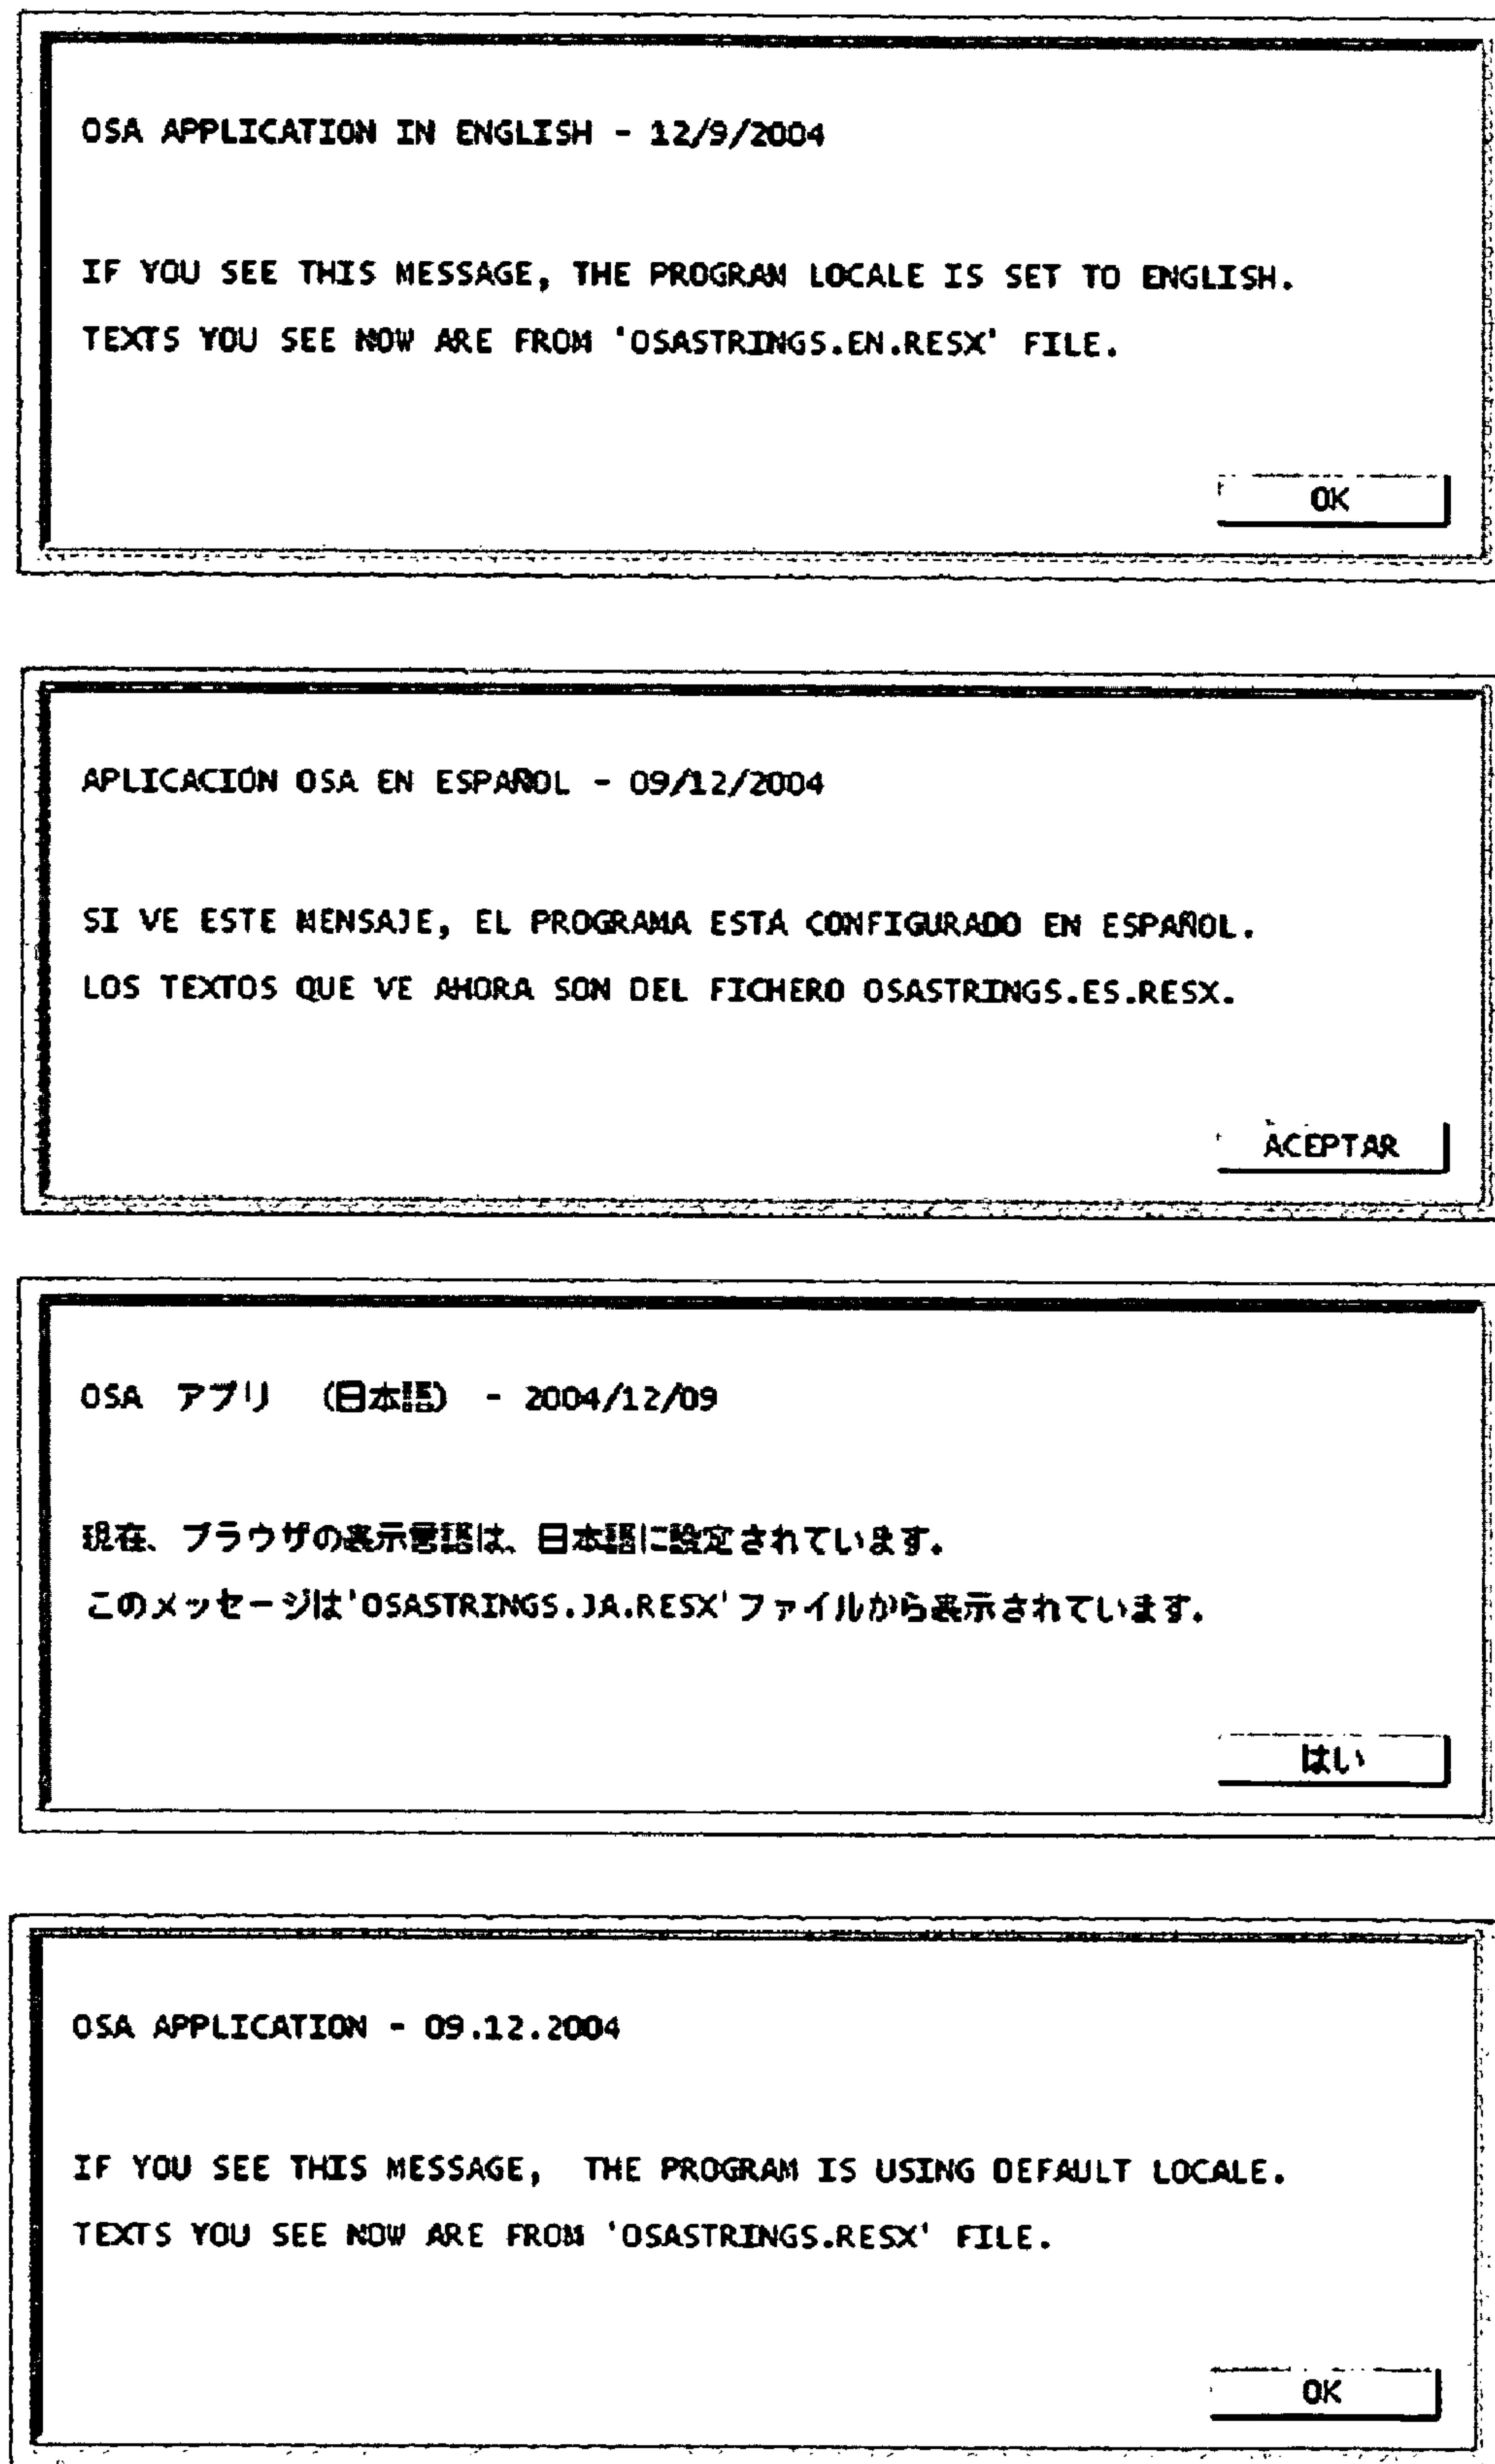 OSA APPLICATION IN ENGLISH - 12/9/2004
IF YOU SEE THIS MESSAGE, THE PROGRAM LOCALE IS SET TO ENGLISH.
TEXTS YOU SEE NOW ARE FROM 'OSASTRINGS.EN.RESX' FILE.
OK
APLICACIÓN OSA EN ESPAÑOL - 09/12/2004
SI VE ESTE MENSAJE, EL PROGRAMA ESTÁ CONFIGURADO EN ESPAÑOL.
LOS TEXTOS QUE VE AHORA SON DEL FICHERO OSASTRINGS.ES.RESX.
ACEPTAR
OSA アプリ (日本語) - 2004/12/09
現在、ブラウザの表示言語は、日本語に設定されています.
このメッセージは'OSASTRINGS.JA.RESX'ファイルから表示されています.
はい
OSA APPLICATION - 09.12.2004
IF YOU SEE THIS MESSAGE, THE PROGRAM IS USING DEFAULT LOCALE.
TEXTS YOU SEE NOW ARE FROM 'OSASTRINGS.RESX' FILE.
OK